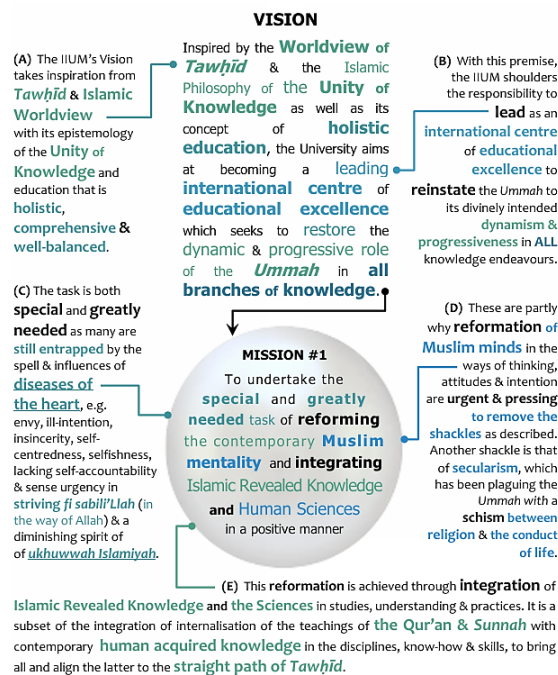 VISION
Inspired by the Worldview of
Tawḥīd & the Islamic
Philosophy of the Unity of
Knowledge as well as its
concept of holistic
education, the University aims
at becoming a leading
international centre of
educational excellence
which seeks to restore the
dynamic & progressive role
of the Ummah in all
branches of knowledge.
(A) The IIUM's Vision
takes inspiration from
Tawḥīd & Islamic
Worldview
with its epistemology
of the Unity of
Knowledge and
education that is
holistic,
comprehensive &
well-balanced.
(B) With this premise,
the IIUM shoulders
the responsibility to
lead as an
international centre
of educational
excellence to
reinstate the Ummah to
its divinely intended
dynamism &
progressiveness in ALL
knowledge endeavours.
(C) The task is both
special and greatly
needed as many are
still entrapped by the
spell & influences of
diseases of
the heart, e.g.
envy, ill-intention,
insincerity, self-
centredness, selfishness,
lacking self-accountability
& sense urgency in
striving fi sabili'Llah (in
the way of Allah) & a
diminishing spirit of
of ukhuwwah Islamiyah.
MISSION #1
To undertake the
special and greatly
needed task of reforming
the contemporary Muslim
mentality and integrating
Islamic Revealed Knowledge
and Human Sciences
in a positive manner
(D) These are partly
why reformation of
Muslim minds in the
ways of thinking,
attitudes & intention
are urgent & pressing
to remove the
shackles as described.
Another shackle is that
of secularism, which
has been plaguing the
Ummah with a
schism between
religion & the conduct
of life.
(E) This reformation is achieved through integration of
Islamic Revealed Knowledge and the Sciences in studies, understanding & practices. It is a
subset of the integration of internalisation of the teachings of the Qur'an & Sunnah with
contemporary human acquired knowledge in the disciplines, know-how & skills, to bring
all and align the latter to the straight path of Tawḥīd.